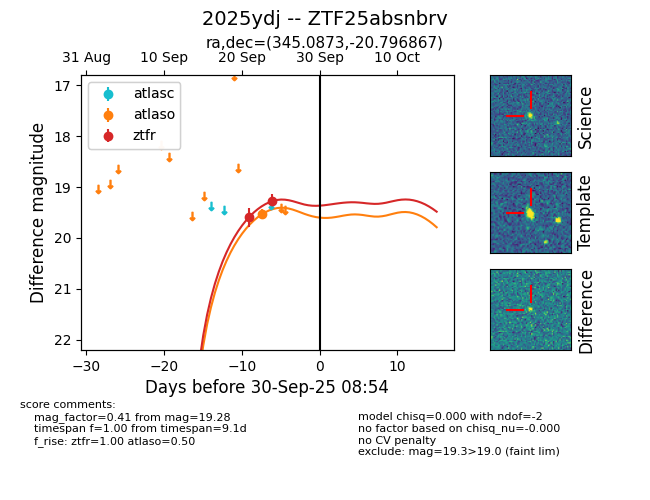 2025ydj -- ZTF25absnbrv
ra,dec=(345.0873,-20.796867)
31 Aug 10 Sep 20 Sep 30 Sep 10 Oct
atlasc
atlaso
ztfr
17
18
19
20
21
22
Difference magnitude
−30 −20 −10 0 10
Days before 30-Sep-25 08:54
Science
Template
Difference
score comments:
mag_factor=0.41 from mag=19.28
timespan f=1.00 from timespan=9.1d
f_rise: ztfr=1.00 atlaso=0.50
model chisq=0.000 with ndof=-2
no factor based on chisq_nu=-0.000
no CV penalty
exclude: mag=19.3>19.0 (faint lim)